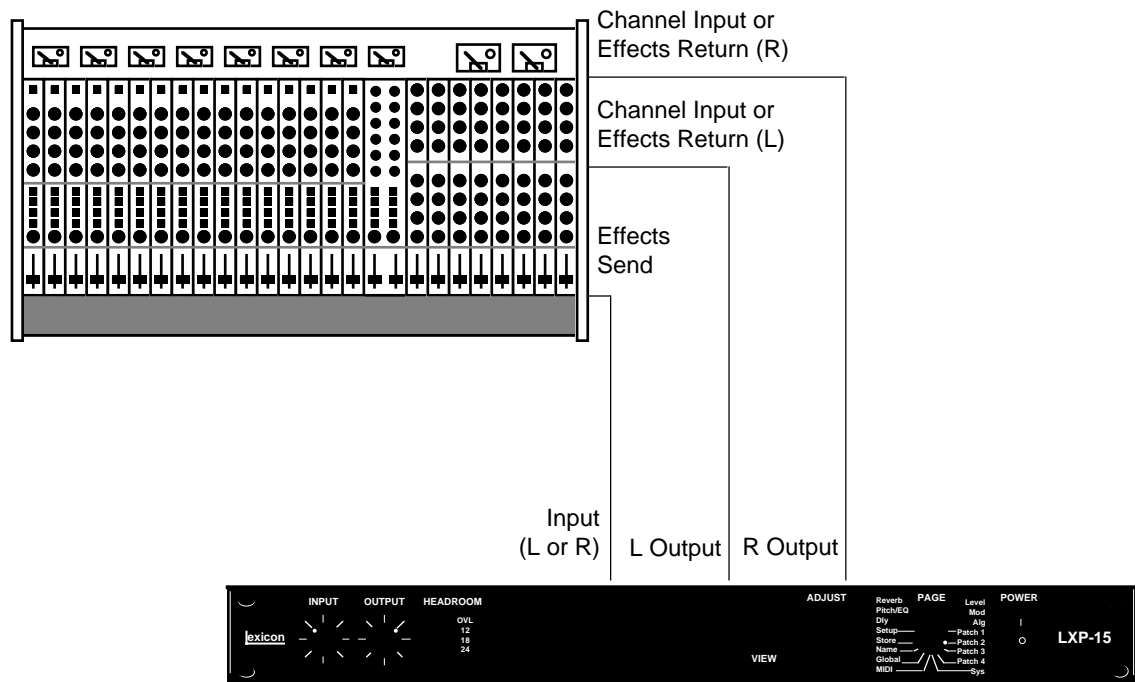 Channel Input or
Effects Return (R)
Channel Input or
Effects Return (L)
Effects
Send
Input
(L or R)
L Output
R Output
lexicon
INPUT
OUTPUT
HEADROOM
OVL
12
18
24
VIEW
ADJUST
PAGE
Reverb
Pitch/EQ
Dly
Setup
Store
Name
Global
MIDI
Level
Mod
Alg
Patch 1
Patch 2
Patch 3
Patch 4
Sys
POWER
LXP-15